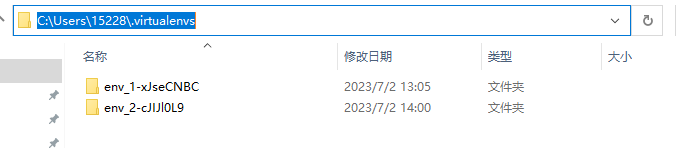 C:\Users\15228\.virtualenvs
名称 修改日期 类型 大小
env_1-xJseCNBC 2023/7/2 13:05 文件夹
env_2-cJIJl0L9 2023/7/2 14:00 文件夹